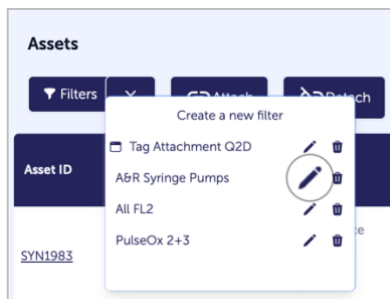 Assets
Filters
Attach
Detach
Create a new filter
Tag Attachment Q2D
Asset ID
A&R Syringe Pumps
All FL2
PulseOx 2+3
SYN1983